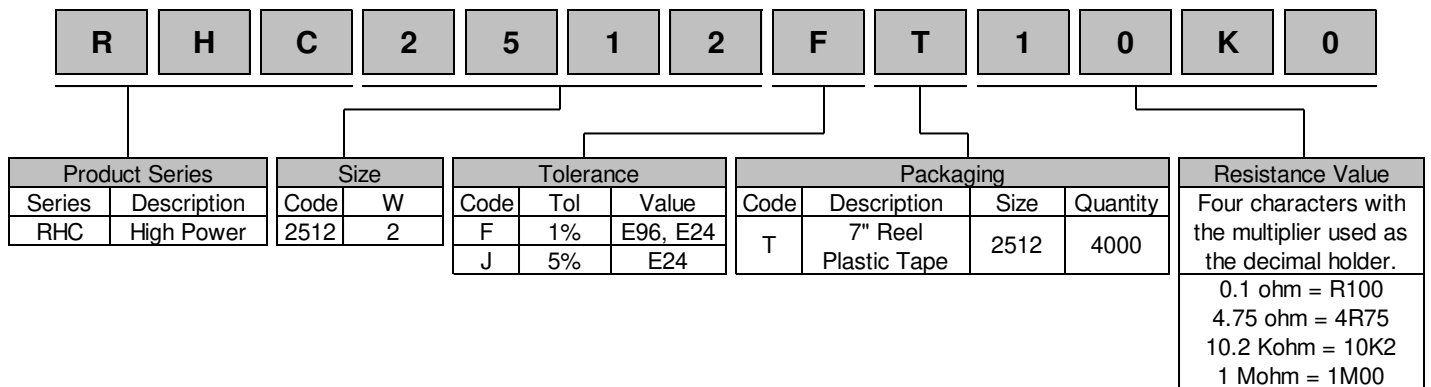 R H C 2 5 1 2 F T 1 0 K 0
Product Series
Series Description
RHC High Power
Size
Code W
2512 2
Tolerance
Code Tol Value
F 1% E96, E24
J 5% E24
Packaging
Code Description Size Quantity
T 7" Reel Plastic Tape 2512 4000
Resistance Value
Four characters with
the multiplier used as
the decimal holder.
0.1 ohm = R100
4.75 ohm = 4R75
10.2 Kohm = 10K2
1 Mohm = 1M00